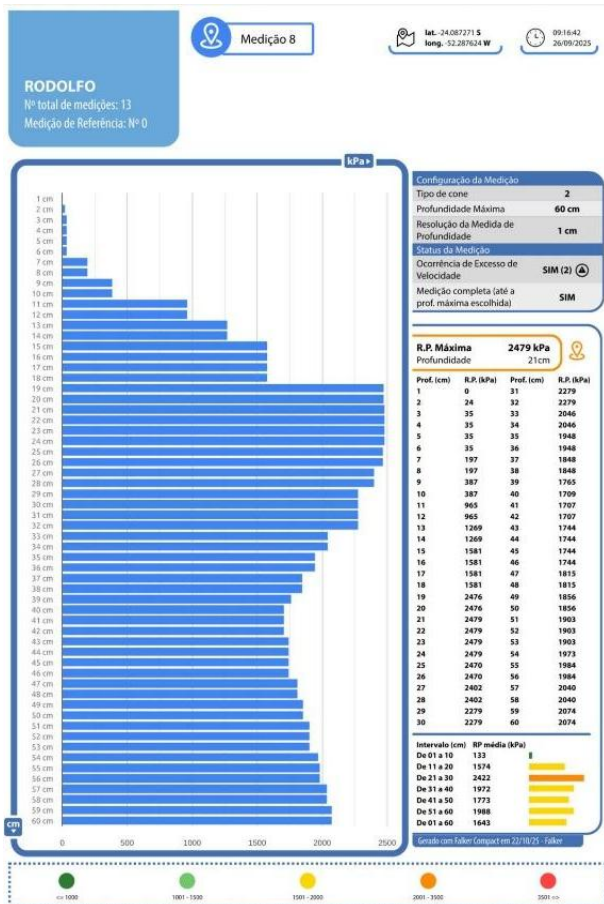 Medição 8
lat. -24.087271 S
long. -52.287624 W
09:16:42
26/09/2025
RODOLFO
Nº total de medições: 13
Medição de Referência: Nº 0
kPa
1 cm
2 cm
3 cm
4 cm
5 cm
6 cm
7 cm
8 cm
9 cm
10 cm
11 cm
12 cm
13 cm
14 cm
15 cm
16 cm
17 cm
18 cm
19 cm
20 cm
21 cm
22 cm
23 cm
24 cm
25 cm
26 cm
27 cm
28 cm
29 cm
30 cm
31 cm
32 cm
33 cm
34 cm
35 cm
36 cm
37 cm
38 cm
39 cm
40 cm
41 cm
42 cm
43 cm
44 cm
45 cm
46 cm
47 cm
48 cm
49 cm
50 cm
51 cm
52 cm
53 cm
54 cm
55 cm
56 cm
57 cm
58 cm
59 cm
60 cm
cm
0 500 1000 1500 2000 2500
Configuração da Medição
Tipo de cone 2
Profundidade Máxima 60 cm
Resolução da Medida de Profundidade 1 cm
Status da Medição
Ocorrência de Excesso de Velocidade SIM (2)
Medição completa (até a prof. máxima escolhida) SIM
R.P. Máxima 2479 kPa
Profundidade 21cm
Prof. (cm) R.P. (kPa) Prof. (cm) R.P. (kPa)
1 0 31 2279
2 24 32 2279
3 35 33 2046
4 35 34 2046
5 35 35 1948
6 35 36 1948
7 197 37 1848
8 197 38 1848
9 387 39 1765
10 387 40 1709
11 965 41 1707
12 965 42 1707
13 1269 43 1744
14 1269 44 1744
15 1581 45 1744
16 1581 46 1744
17 1581 47 1815
18 1581 48 1815
19 2476 49 1856
20 2476 50 1856
21 2479 51 1903
22 2479 52 1903
23 2479 53 1903
24 2479 54 1973
25 2470 55 1984
26 2470 56 1984
27 2402 57 2040
28 2402 58 2040
29 2279 59 2074
30 2279 60 2074
Intervalo (cm) RP média (kPa)
De 01 a 10 133
De 11 a 20 1574
De 21 a 30 2422
De 31 a 40 1972
De 41 a 50 1773
De 51 a 60 1988
De 01 a 60 1643
Gerado com Falker Compact em 22/10/25 - Falker
<= 1000 1001 - 1500 1501 - 2000 2001 - 3500 3501 =>